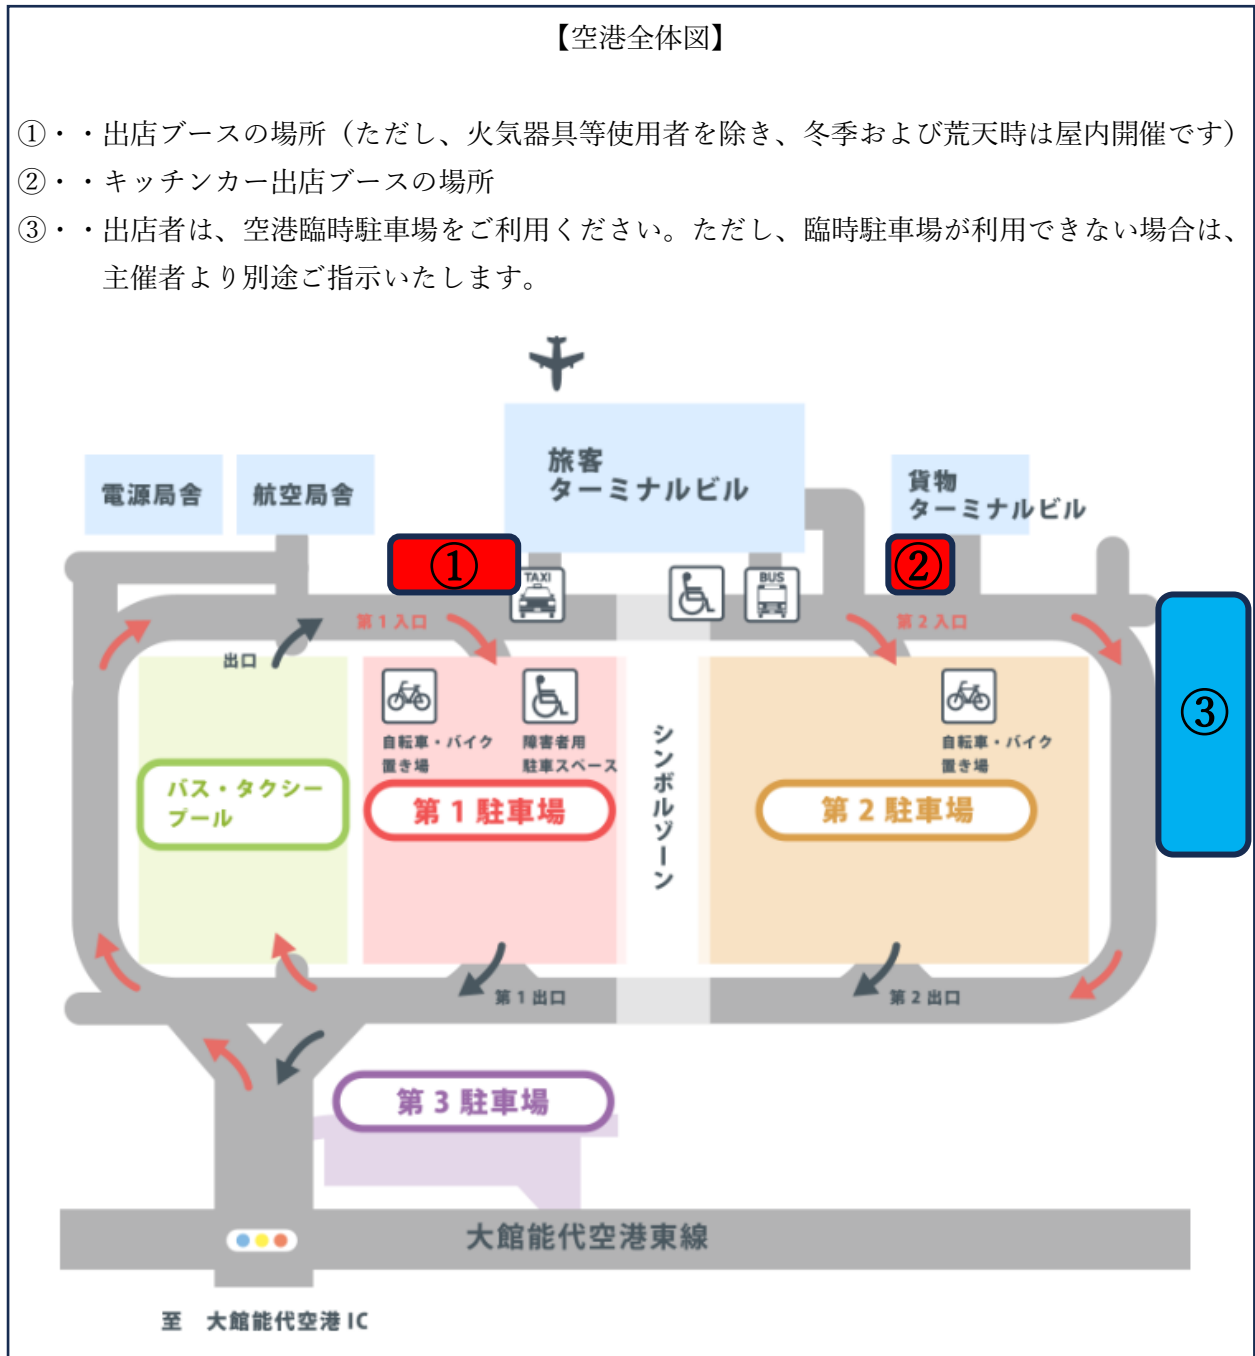 【空港全体図】
①・・出店ブースの場所（ただし、火気器具等使用者を除き、冬季および荒天時は屋内開催です）
②・・キッチンカー出店ブースの場所
③・・出店者は、空港臨時駐車場をご利用ください。ただし、臨時駐車場が利用できない場合は、
主催者より別途ご指示いたします。
電源局舎
航空局舎
旅客
ターミナルビル
貨物
ターミナルビル
①
②
TAXI
BUS
第1入口
第2入口
出口
③
自転車・バイク
置き場
障害者用
駐車スペース
シンボルゾーン
自転車・バイク
置き場
バス・タクシー
プール
第1駐車場
第2駐車場
第1出口
第2出口
第3駐車場
大館能代空港東線
至 大館能代空港IC